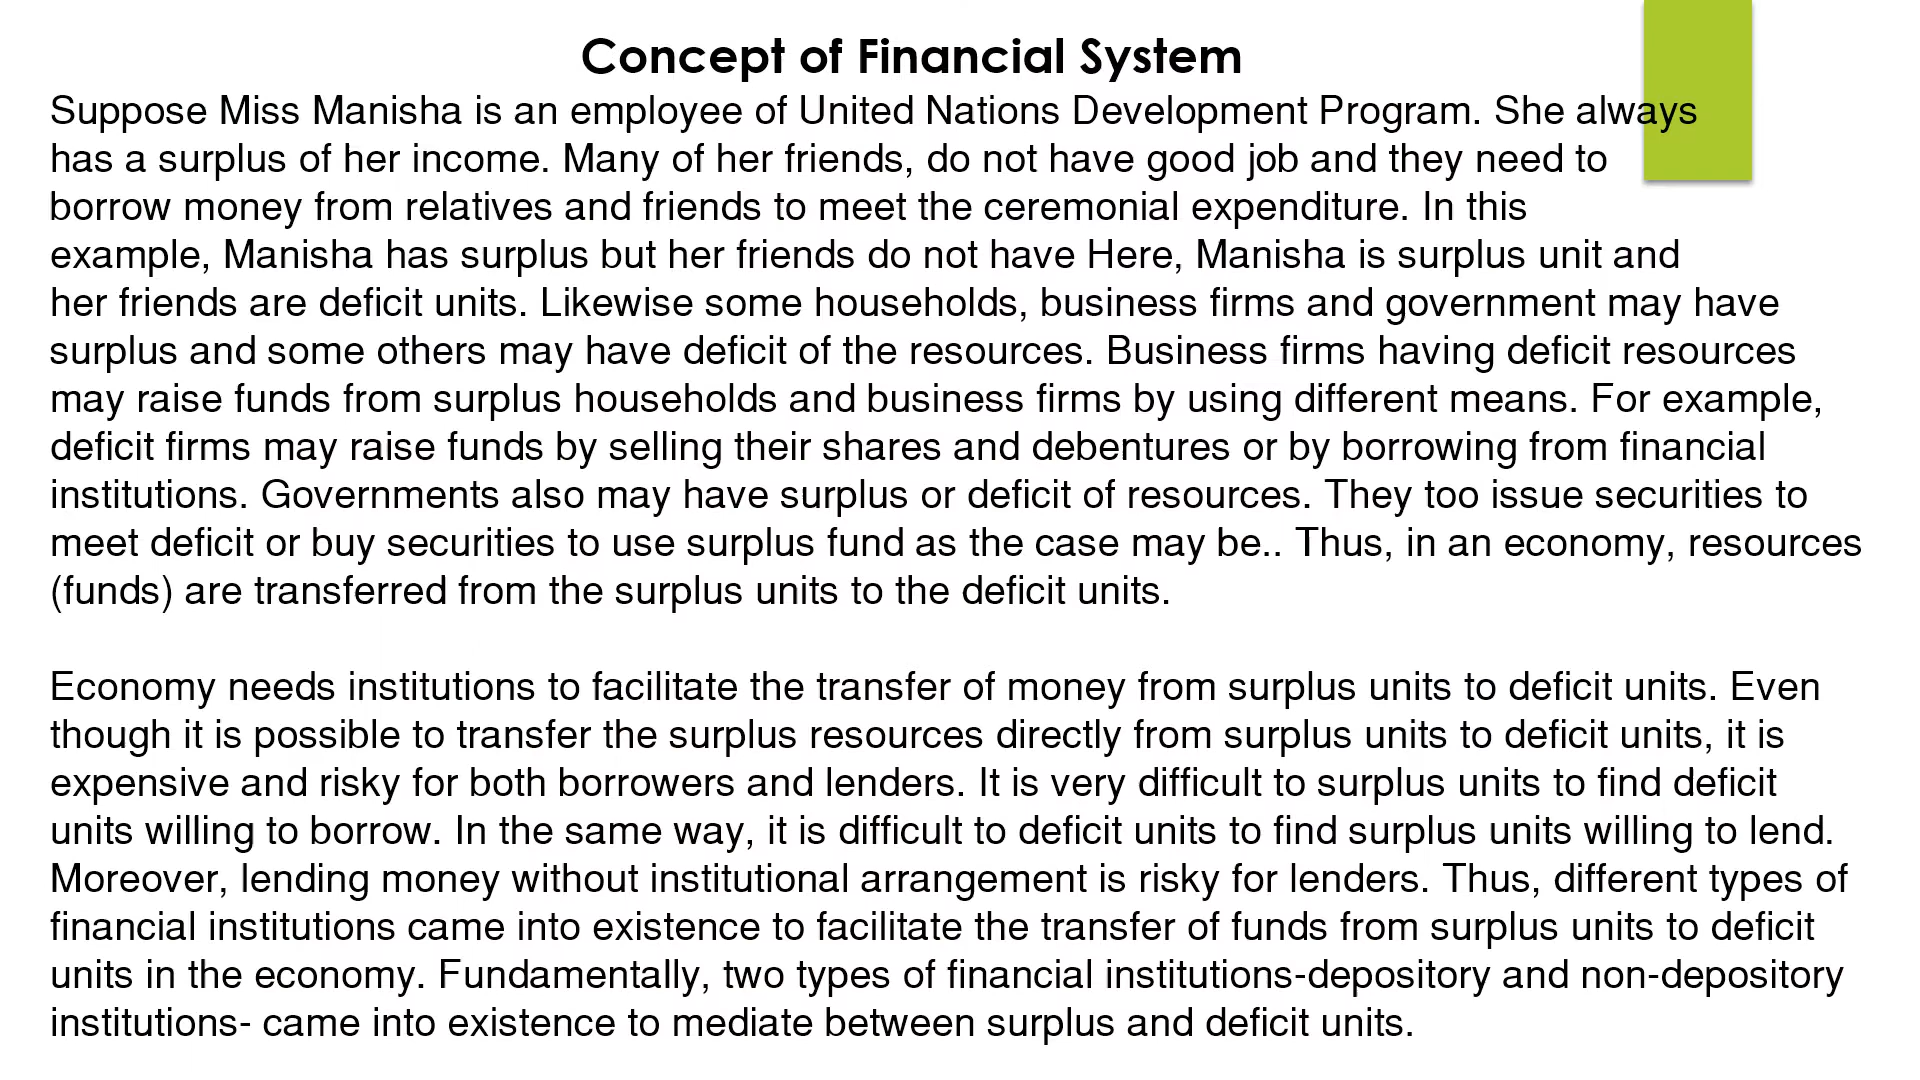 Concept of Financial System
Suppose Miss Manisha is an employee of United Nations Development Program. She always
has a surplus of her income. Many of her friends, do not have good job and they need to
borrow money from relatives and friends to meet the ceremonial expenditure. In this
example, Manisha has surplus but her friends do not have Here, Manisha is surplus unit and
her friends are deficit units. Likewise some households, business firms and government may have
surplus and some others may have deficit of the resources. Business firms having deficit resources
may raise funds from surplus households and business firms by using different means. For example,
deficit firms may raise funds by selling their shares and debentures or by borrowing from financial
institutions. Governments also may have surplus or deficit of resources. They too issue securities to
meet deficit or buy securities to use surplus fund as the case may be.. Thus, in an economy, resources
(funds) are transferred from the surplus units to the deficit units.
Economy needs institutions to facilitate the transfer of money from surplus units to deficit units. Even
though it is possible to transfer the surplus resources directly from surplus units to deficit units, it is
expensive and risky for both borrowers and lenders. It is very difficult to surplus units to find deficit
units willing to borrow. In the same way, it is difficult to deficit units to find surplus units willing to lend.
Moreover, lending money without institutional arrangement is risky for lenders. Thus, different types of
financial institutions came into existence to facilitate the transfer of funds from surplus units to deficit
units in the economy. Fundamentally, two types of financial institutions-depository and non-depository
institutions- came into existence to mediate between surplus and deficit units.